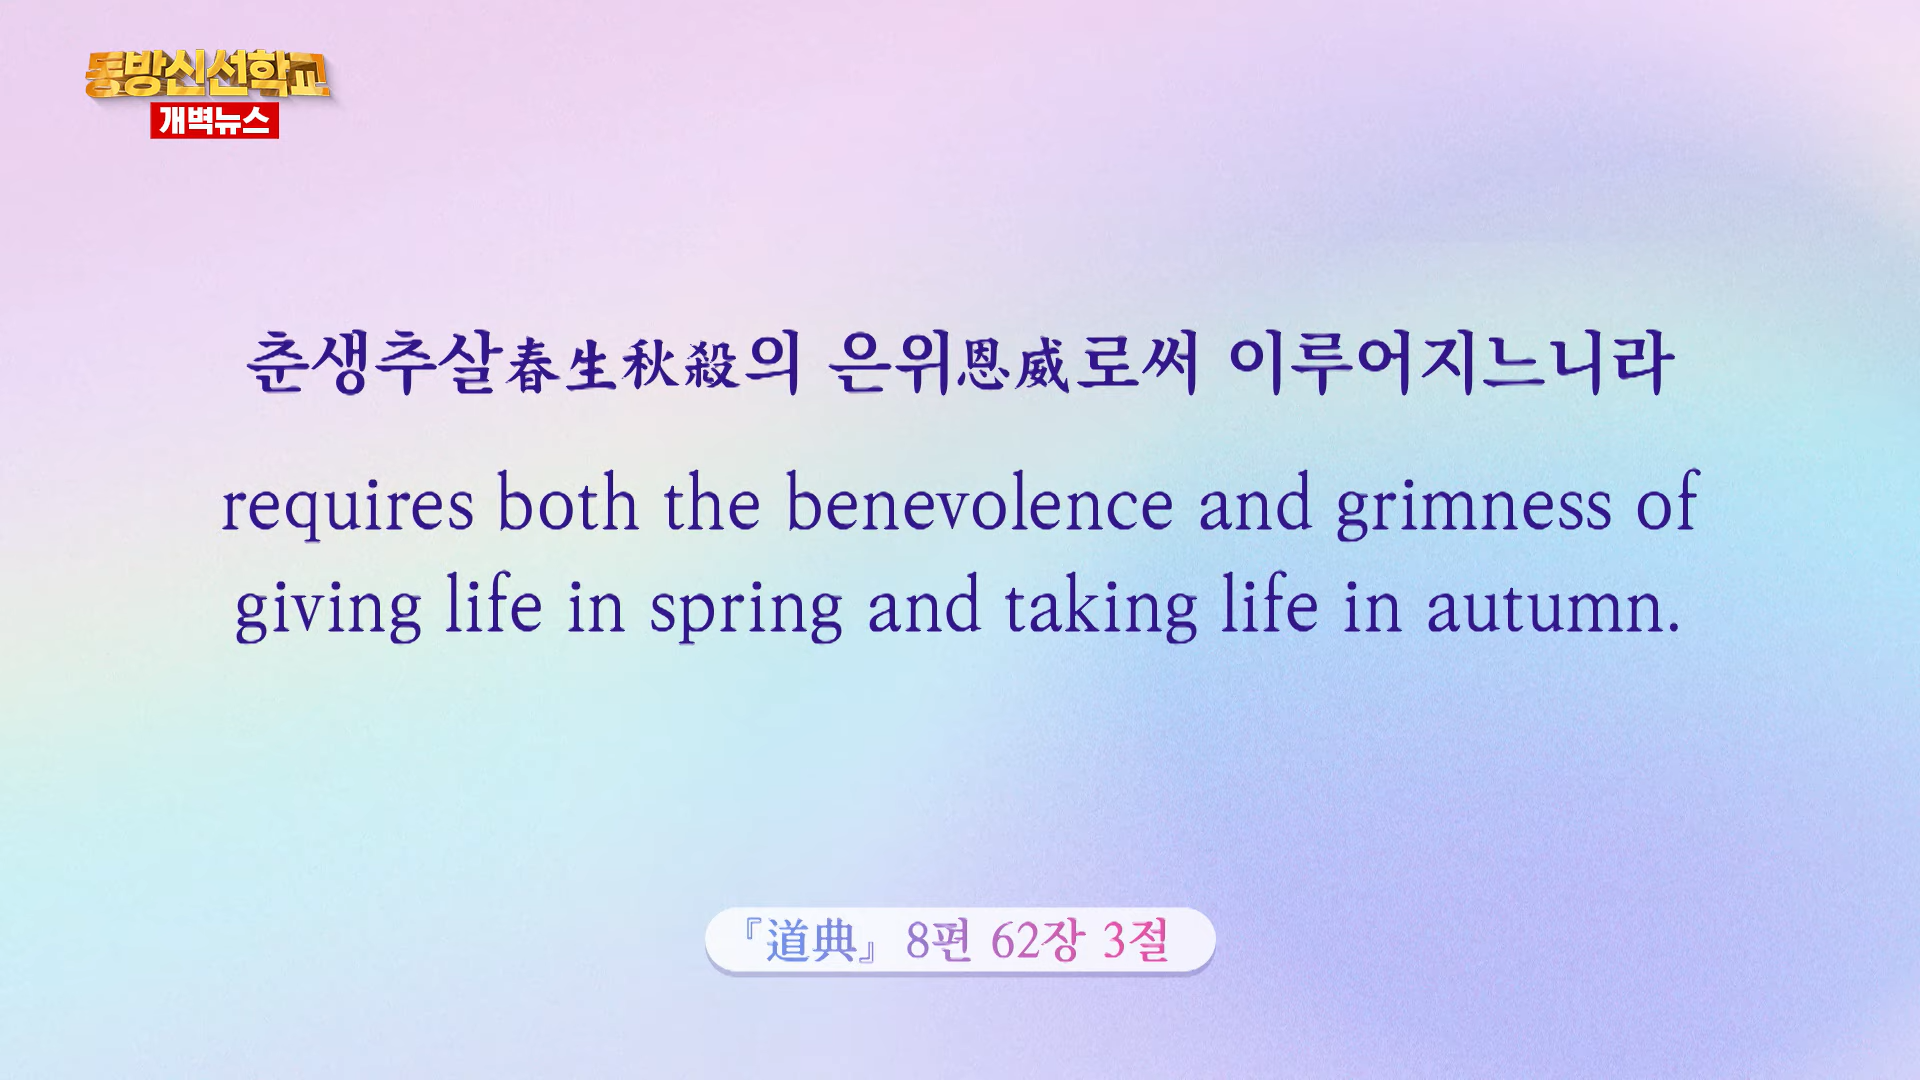 동방신선학교
개벽뉴스
춘생추살春生秋殺의 은위恩威로써 이루어지느니라
requires both the benevolence and grimness of
giving life in spring and taking life in autumn.
『道典』 8편 62장 3절